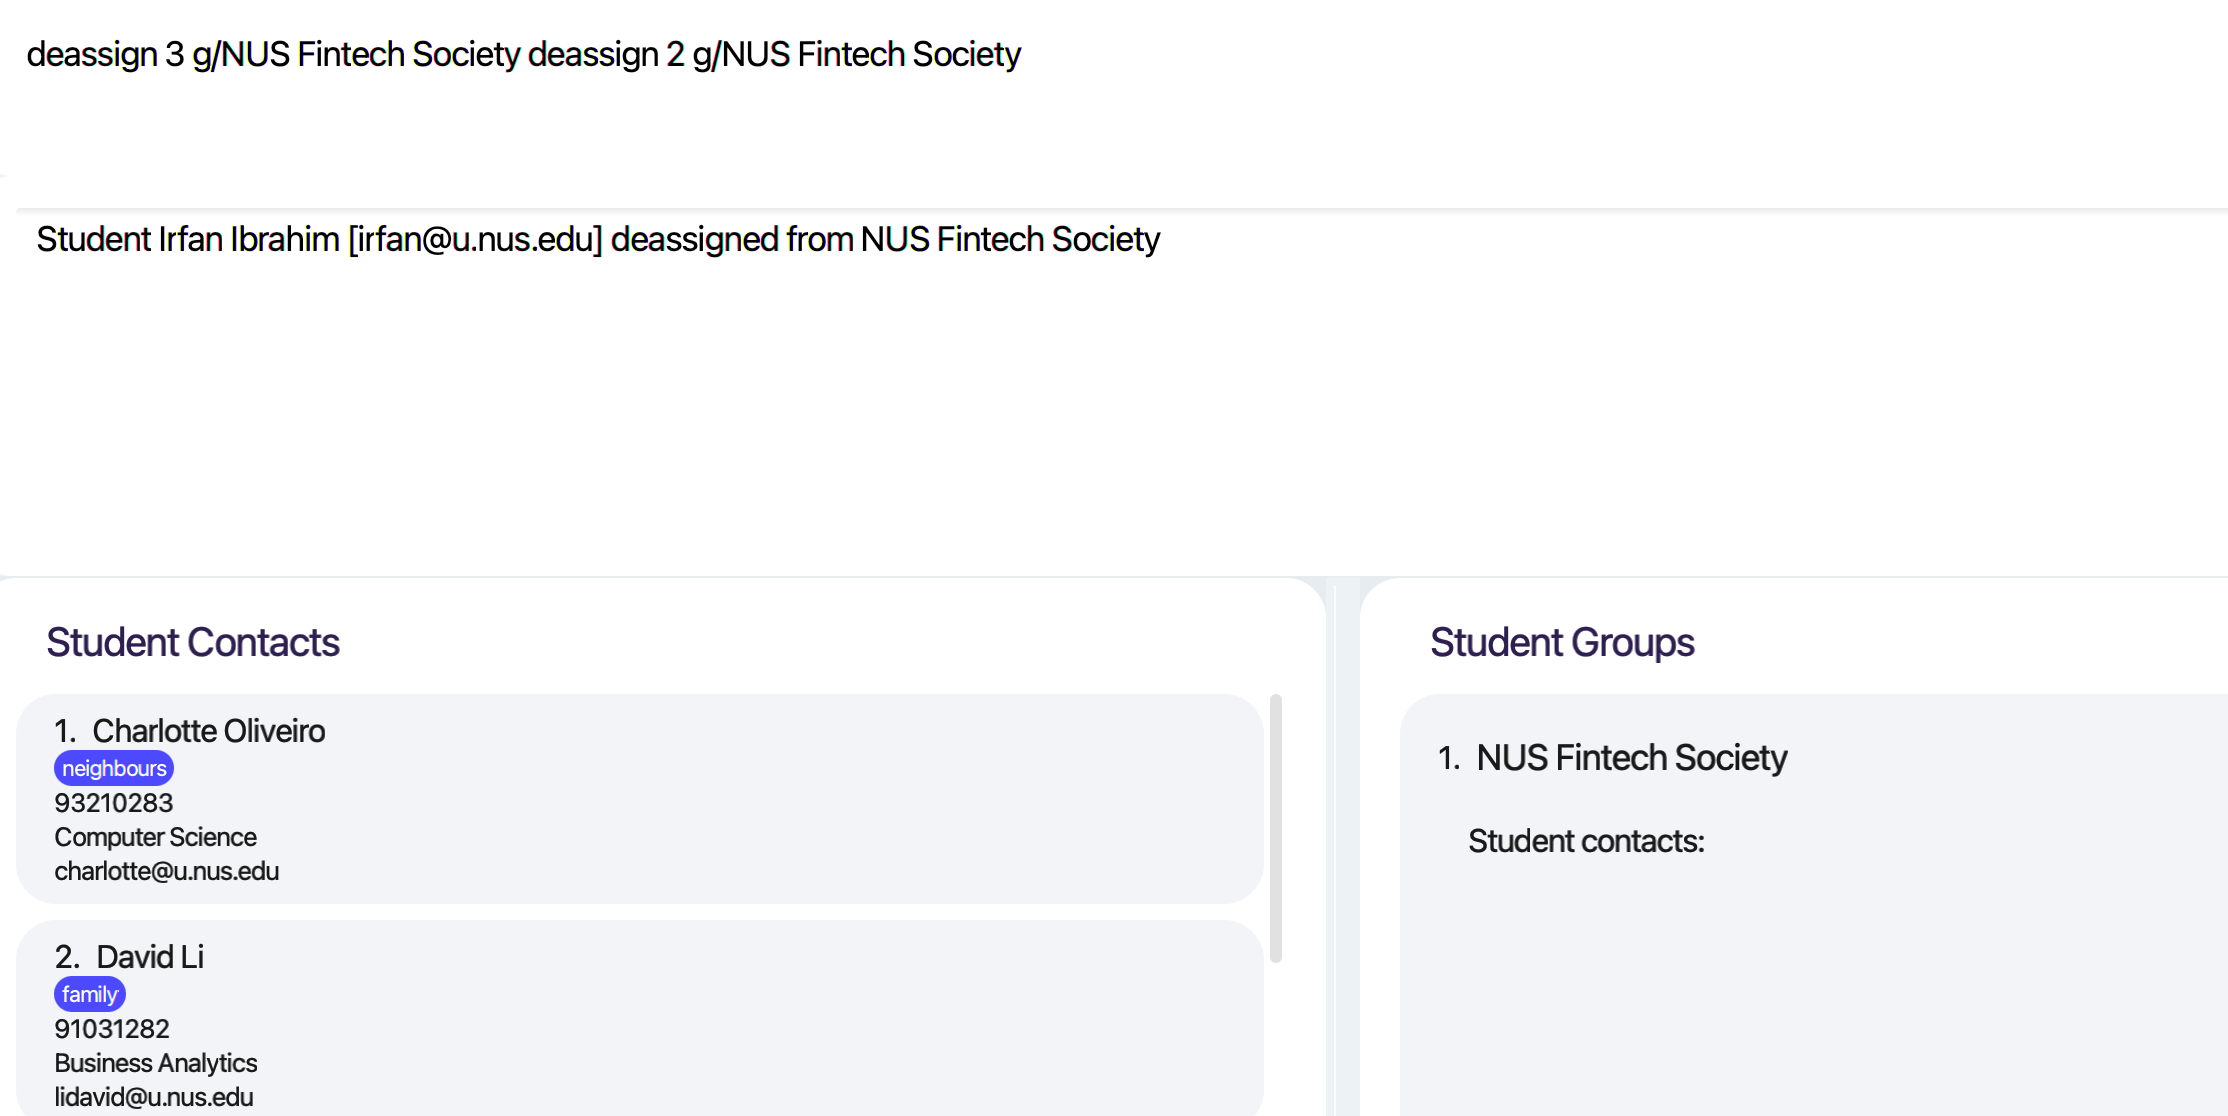 deassign 3 g/NUS Fintech Society deassign 2 g/NUS Fintech Society
Student Irfan Ibrahim [irfan@u.nus.edu] deassigned from NUS Fintech Society
Student Contacts
1. Charlotte Oliveiro
neighbours
93210283
Computer Science
charlotte@u.nus.edu
2. David Li
family
91031282
Business Analytics
lidavid@u.nus.edu
Student Groups
1. NUS Fintech Society
Student contacts: